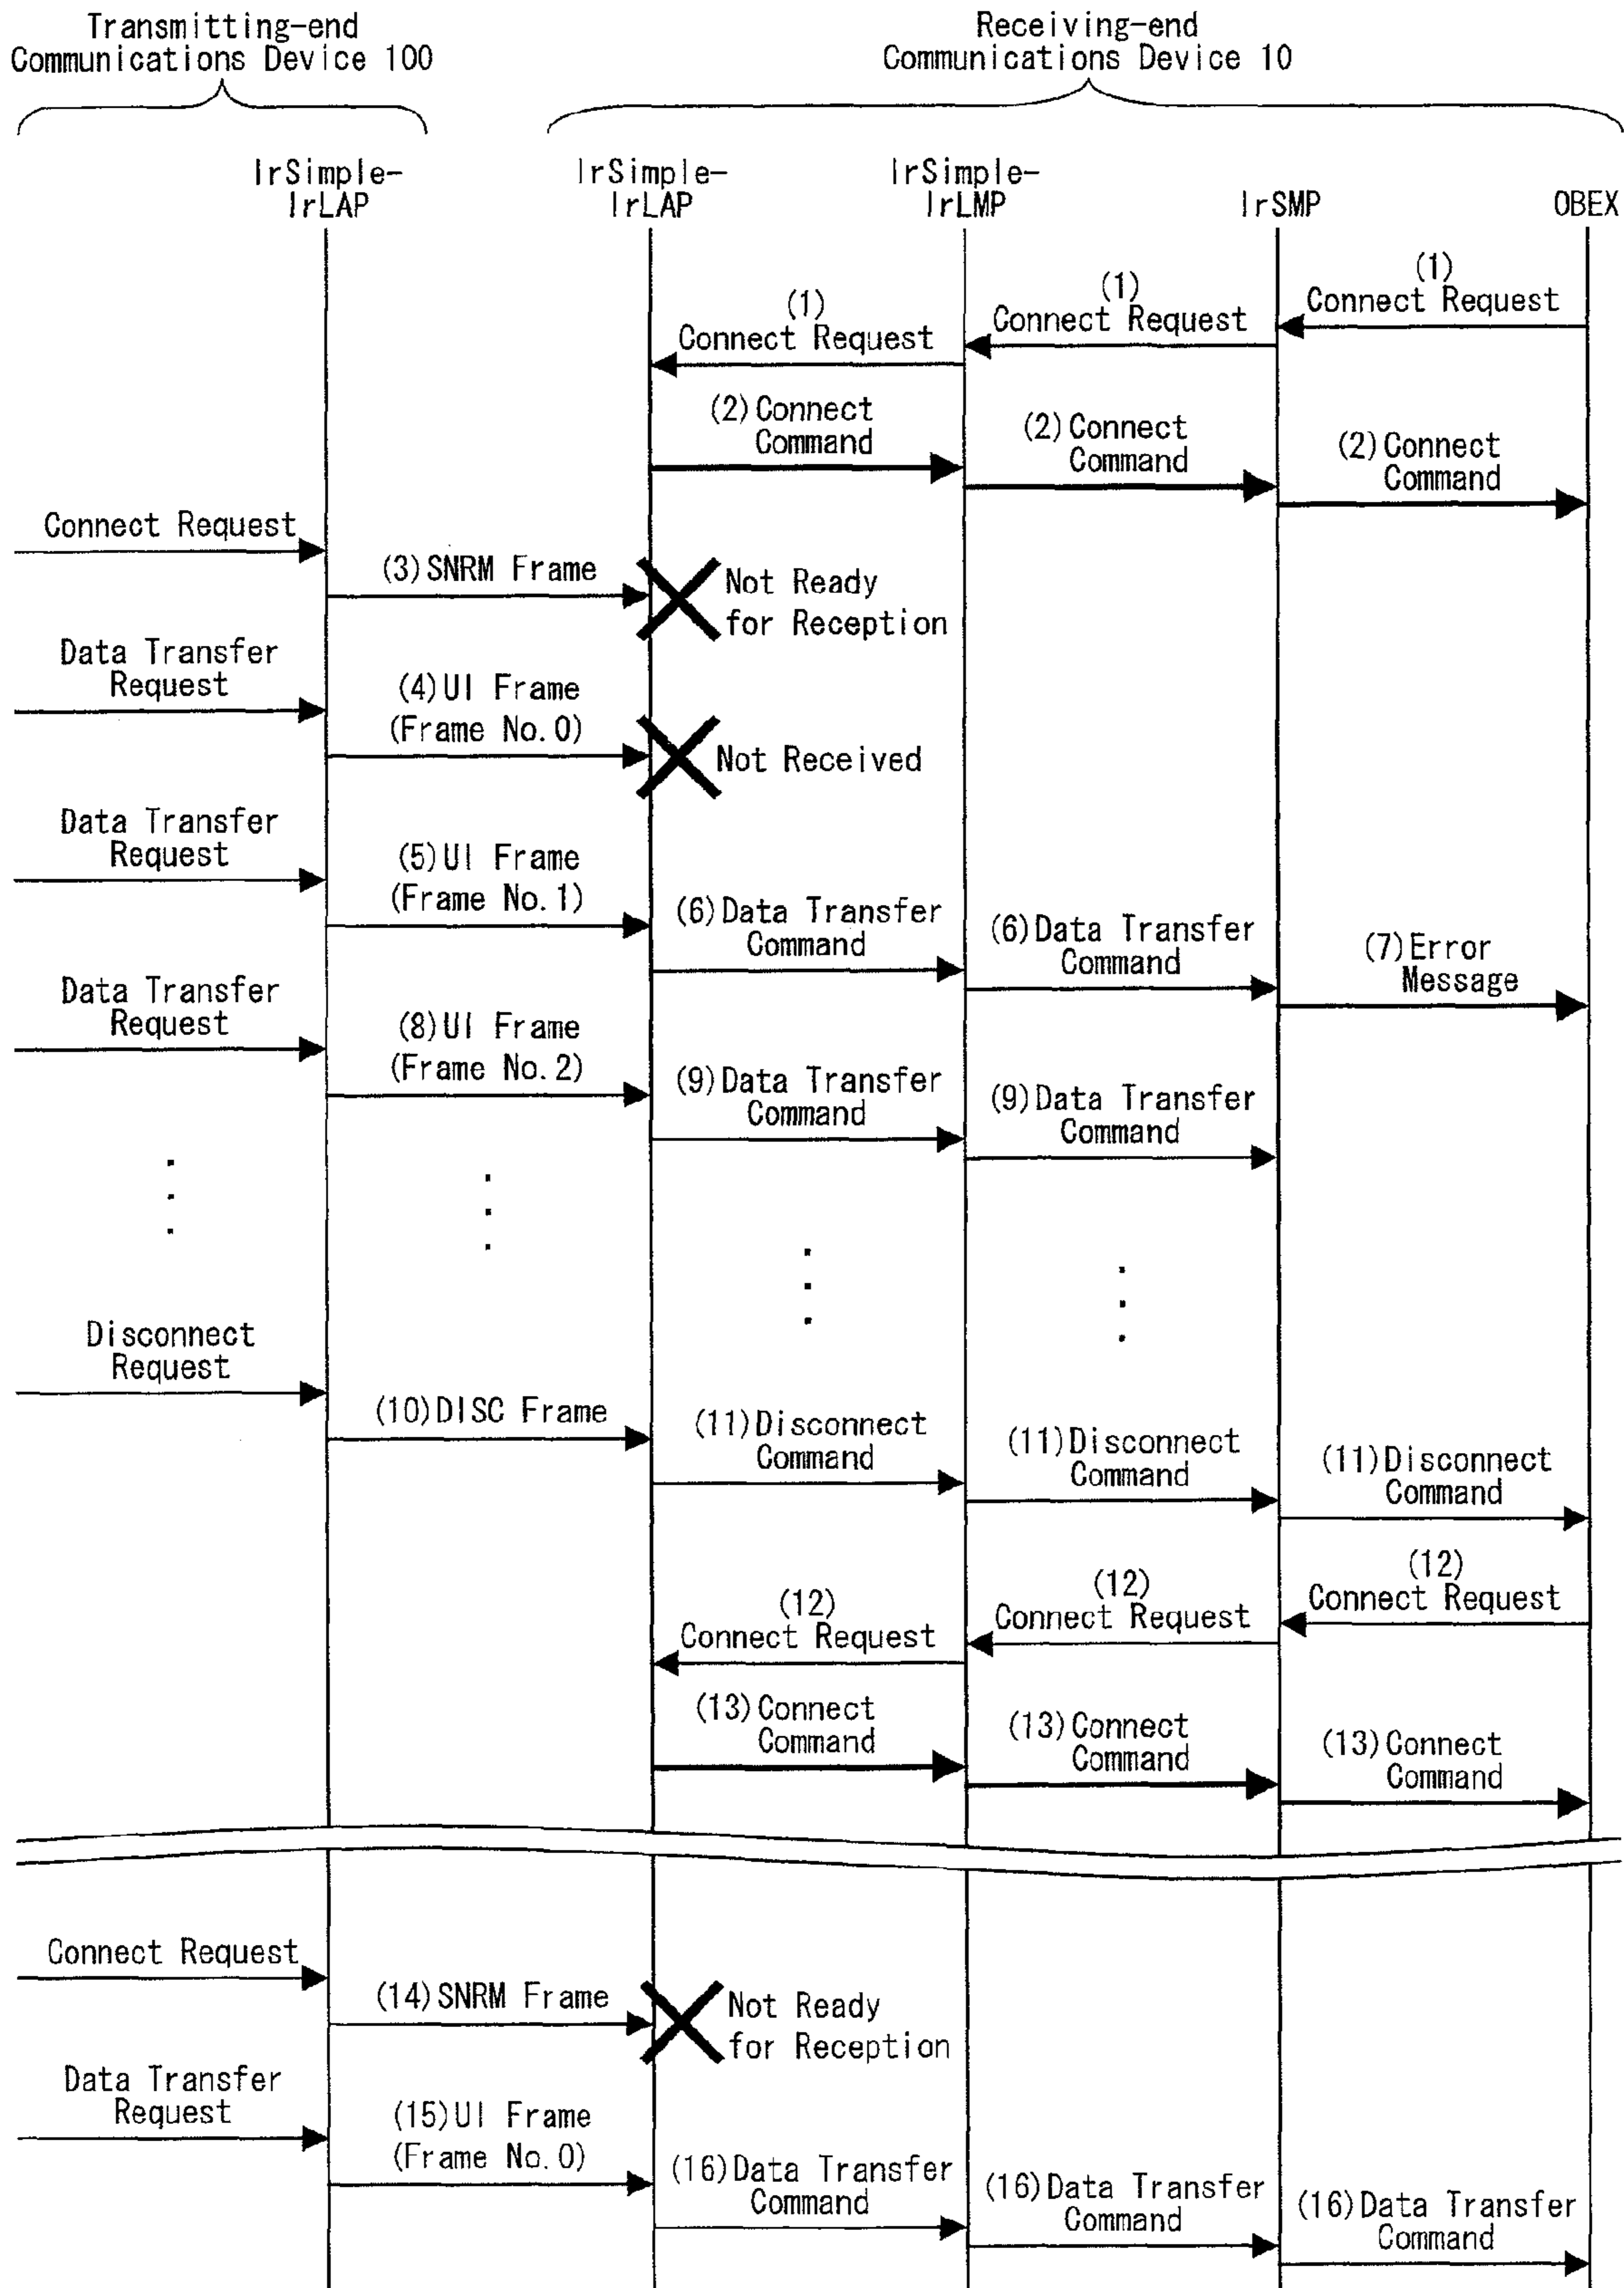 Transmitting-end
Communications Device 100
Receiving-end
Communications Device 10
IrSimple-
IrLAP
IrSimple-
IrLAP
IrSimple-
IrLMP
IrSMP
OBEX
(1)
Connect Request
(1)
Connect Request
(1)
Connect Request
(2)Connect
Command
(2)Connect
Command
(2)Connect
Command
Connect Request
(3)SNRM Frame
Not Ready
for Reception
Data Transfer
Request
(4)UI Frame
(Frame No.0)
Not Received
Data Transfer
Request
(5)UI Frame
(Frame No.1)
(6)Data Transfer
Command
(6)Data Transfer
Command
(7)Error
Message
Data Transfer
Request
(8)UI Frame
(Frame No.2)
(9)Data Transfer
Command
(9)Data Transfer
Command
Disconnect
Request
(10)DISC Frame
(11)Disconnect
Command
(11)Disconnect
Command
(11)Disconnect
Command
(12)
Connect Request
(12)
Connect Request
(12)
Connect Request
(13)Connect
Command
(13)Connect
Command
(13)Connect
Command
Connect Request
(14)SNRM Frame
Not Ready
for Reception
Data Transfer
Request
(15)UI Frame
(Frame No.0)
(16)Data Transfer
Command
(16)Data Transfer
Command
(16)Data Transfer
Command